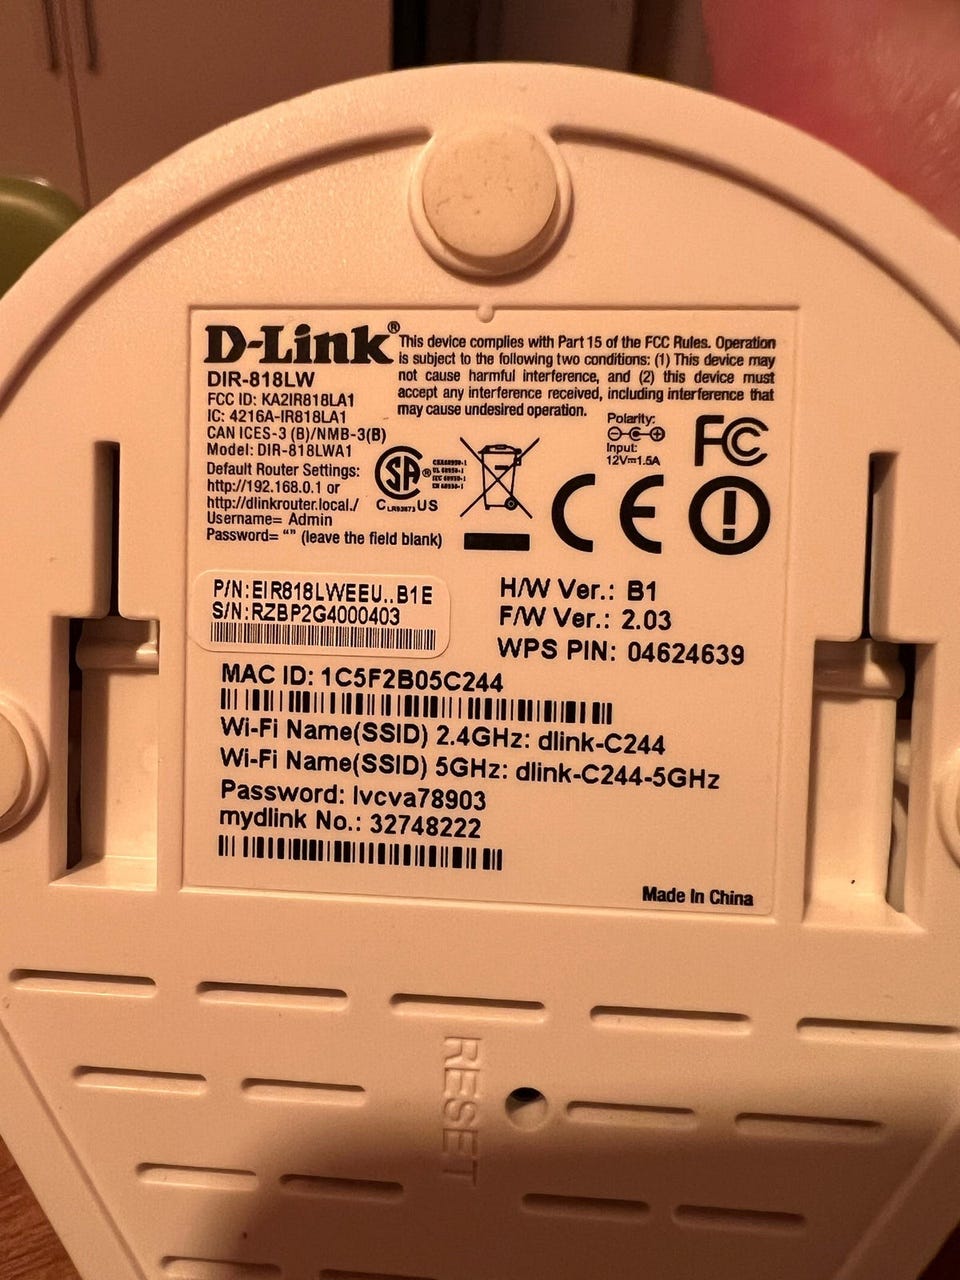 D-Link®
DIR-818LW
FCC ID: KA2IR818LA1
IC: 4216A-IR818LA1
CAN ICES-3 (B)/NMB-3(B)
Model: DIR-818LWA1
Default Router Settings:
http://192.168.0.1 or
http://dlinkrouter.local./
Username= Admin
Password= “” (leave the field blank)
This device complies with Part 15 of the FCC Rules. Operation
is subject to the following two conditions: (1) This device may
not cause harmful interference, and (2) this device must
accept any interference received, including interference that
may cause undesired operation.
Polarity:
Input:
12V⎓1.5A
FC
SA®
C US
CE
P/N:EIR818LWEEU..B1E
S/N:RZBP2G4000403
H/W Ver.: B1
F/W Ver.: 2.03
WPS PIN: 04624639
MAC ID: 1C5F2B05C244
Wi-Fi Name(SSID) 2.4GHz: dlink-C244
Wi-Fi Name(SSID) 5GHz: dlink-C244-5GHz
Password: lvcva78903
mydlink No.: 32748222
Made In China
RESET